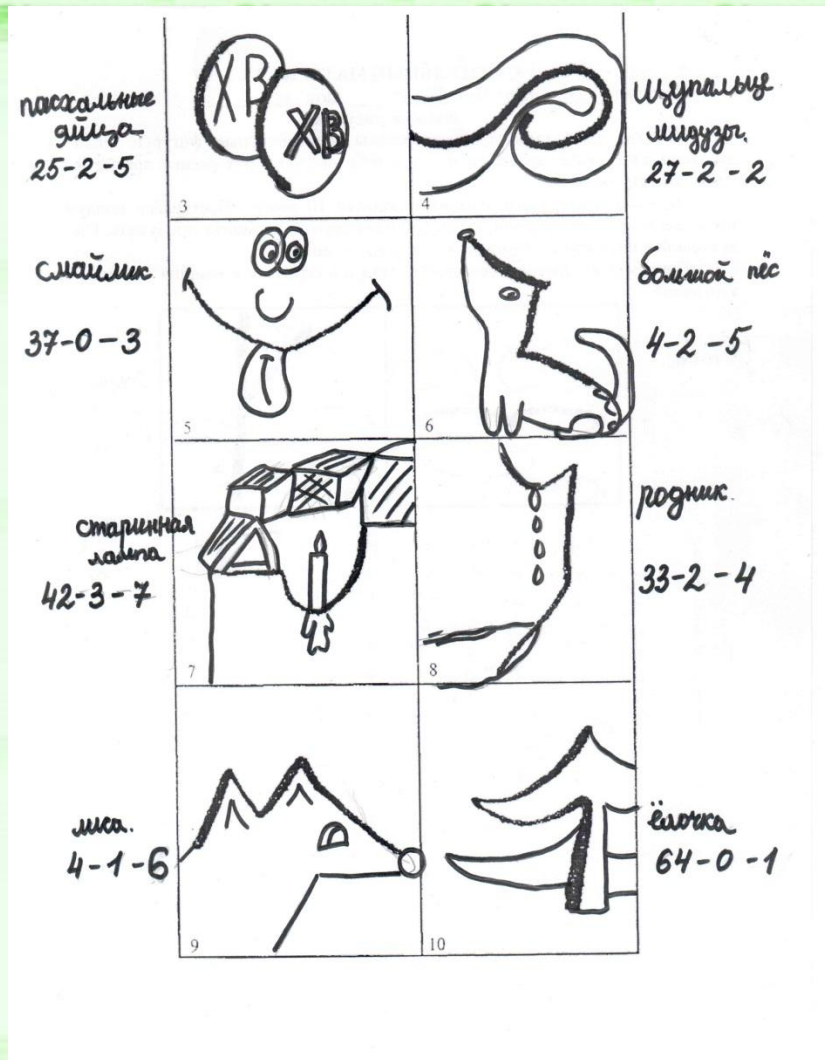 пасхальные
яйца.
25-2-5
ХВ
ХВ
3
4
щупальце
мидузы.
27-2-2
смайлик
37-0-3
5
6
большой пёс
4-2-5
старинная
лампа
42-3-7
7
8
родник.
33-2-4
лиса.
4-1-6
9
10
ёлочка
64-0-1